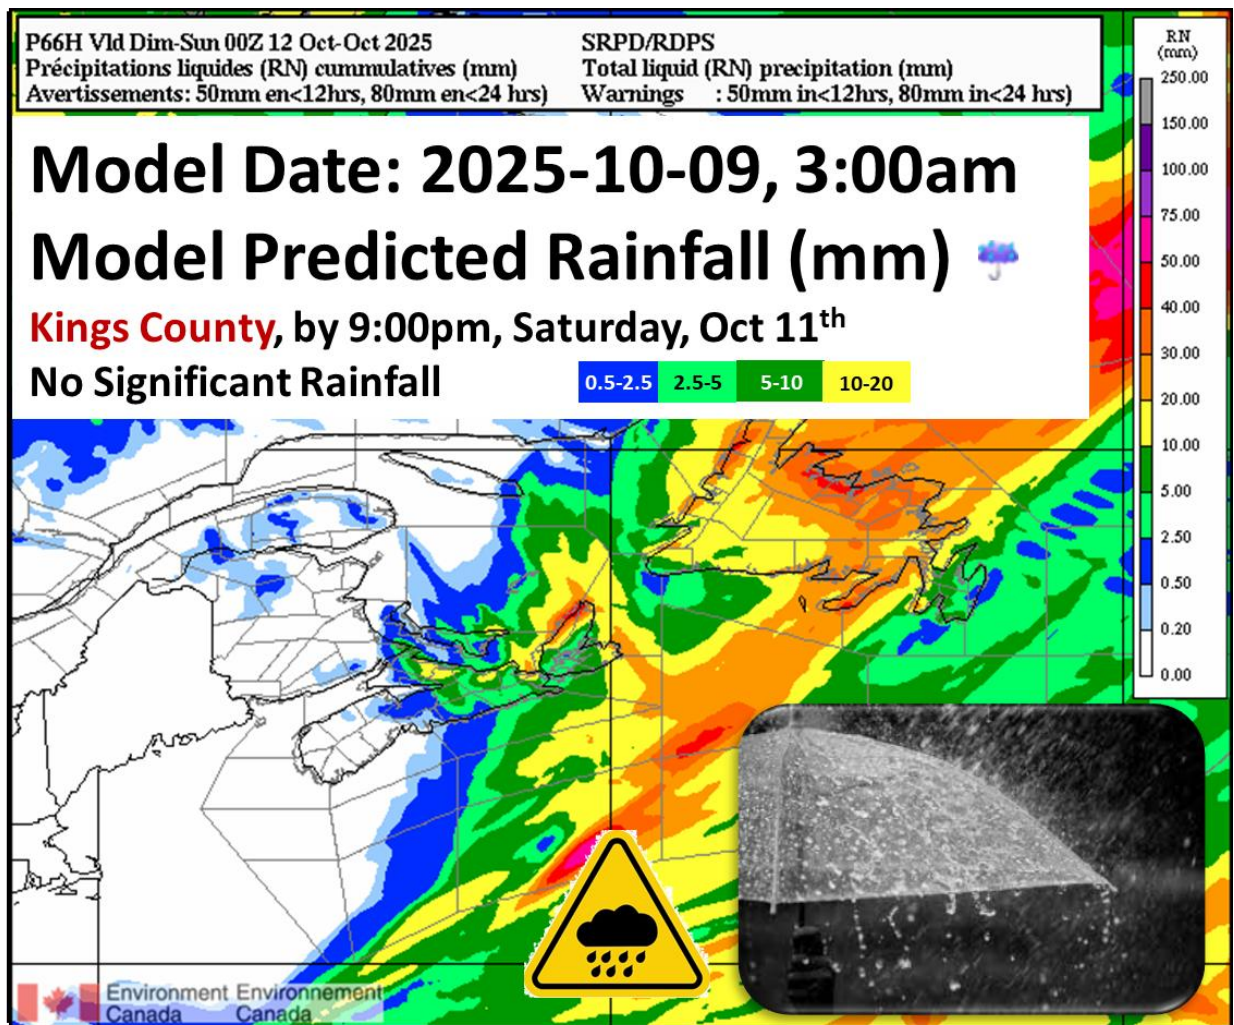 P66H Vld Dim-Sun 00Z 12 Oct-Oct 2025 SRPD/RDPS
Précipitations liquides (RN) cummulatives (mm) Total liquid (RN) precipitation (mm)
Avertissements: 50mm en<12hrs, 80mm en<24 hrs) Warnings : 50mm in<12hrs, 80mm in<24 hrs)
Model Date: 2025-10-09, 3:00am
Model Predicted Rainfall (mm)
Kings County, by 9:00pm, Saturday, Oct 11th
No Significant Rainfall
0.5-2.5 2.5-5 5-10 10-20
RN
(mm)
250.00
150.00
100.00
75.00
50.00
40.00
30.00
20.00
10.00
5.00
2.50
0.50
0.20
0.00
Environment Environnement
Canada Canada